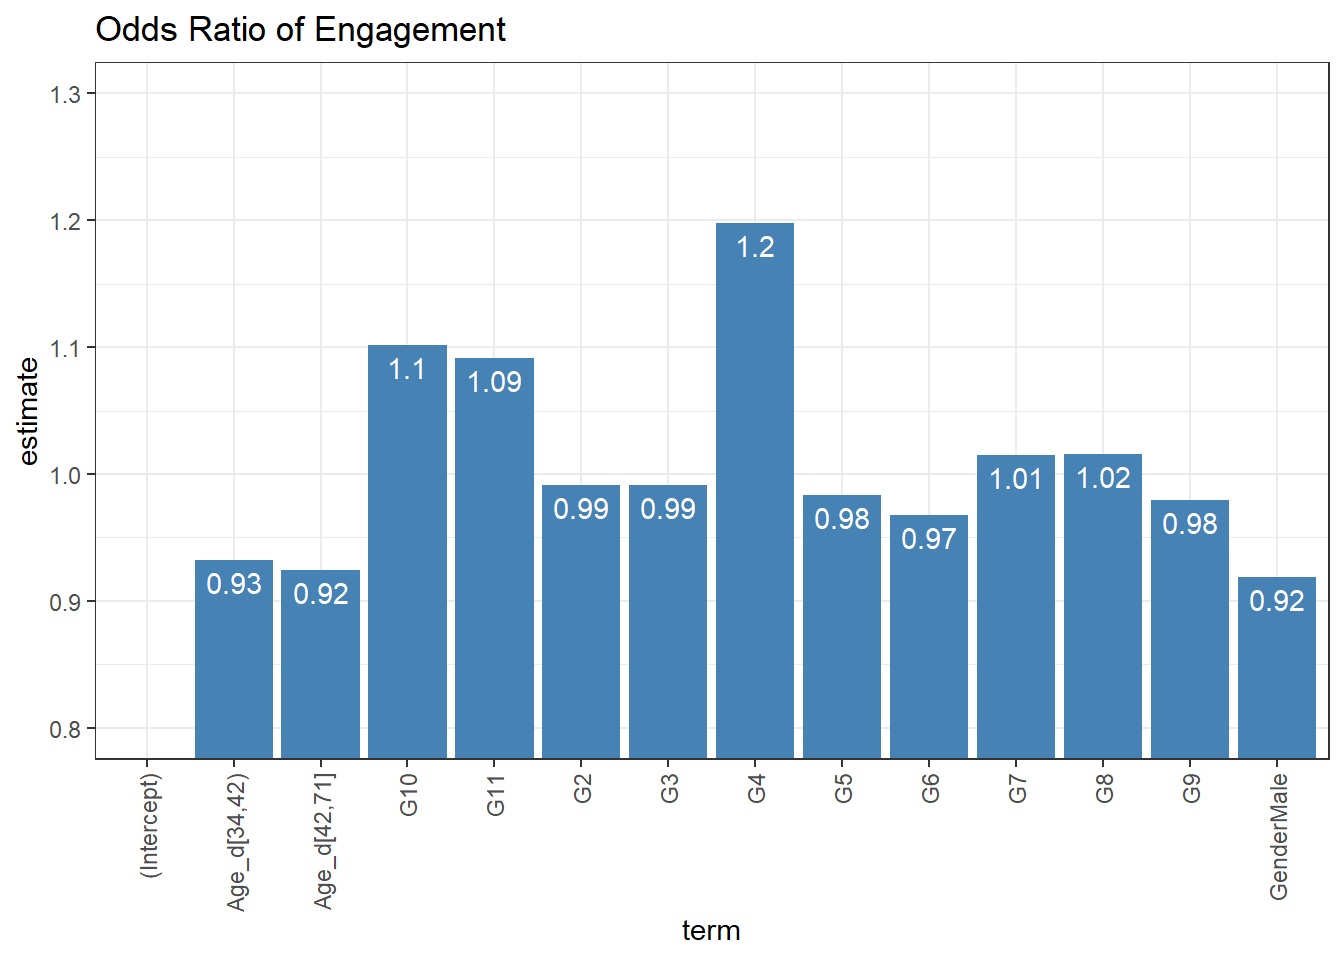 Odds Ratio of Engagement
1.3
1.2
1.1
1.0
0.9
0.8
estimate
0.93
0.92
1.1
1.09
0.99
0.99
1.2
0.98
0.97
1.01
1.02
0.98
0.92
(Intercept)
Age_d[34,42)
Age_d[42,71]
G10
G11
G2
G3
G4
G5
G6
G7
G8
G9
GenderMale
term